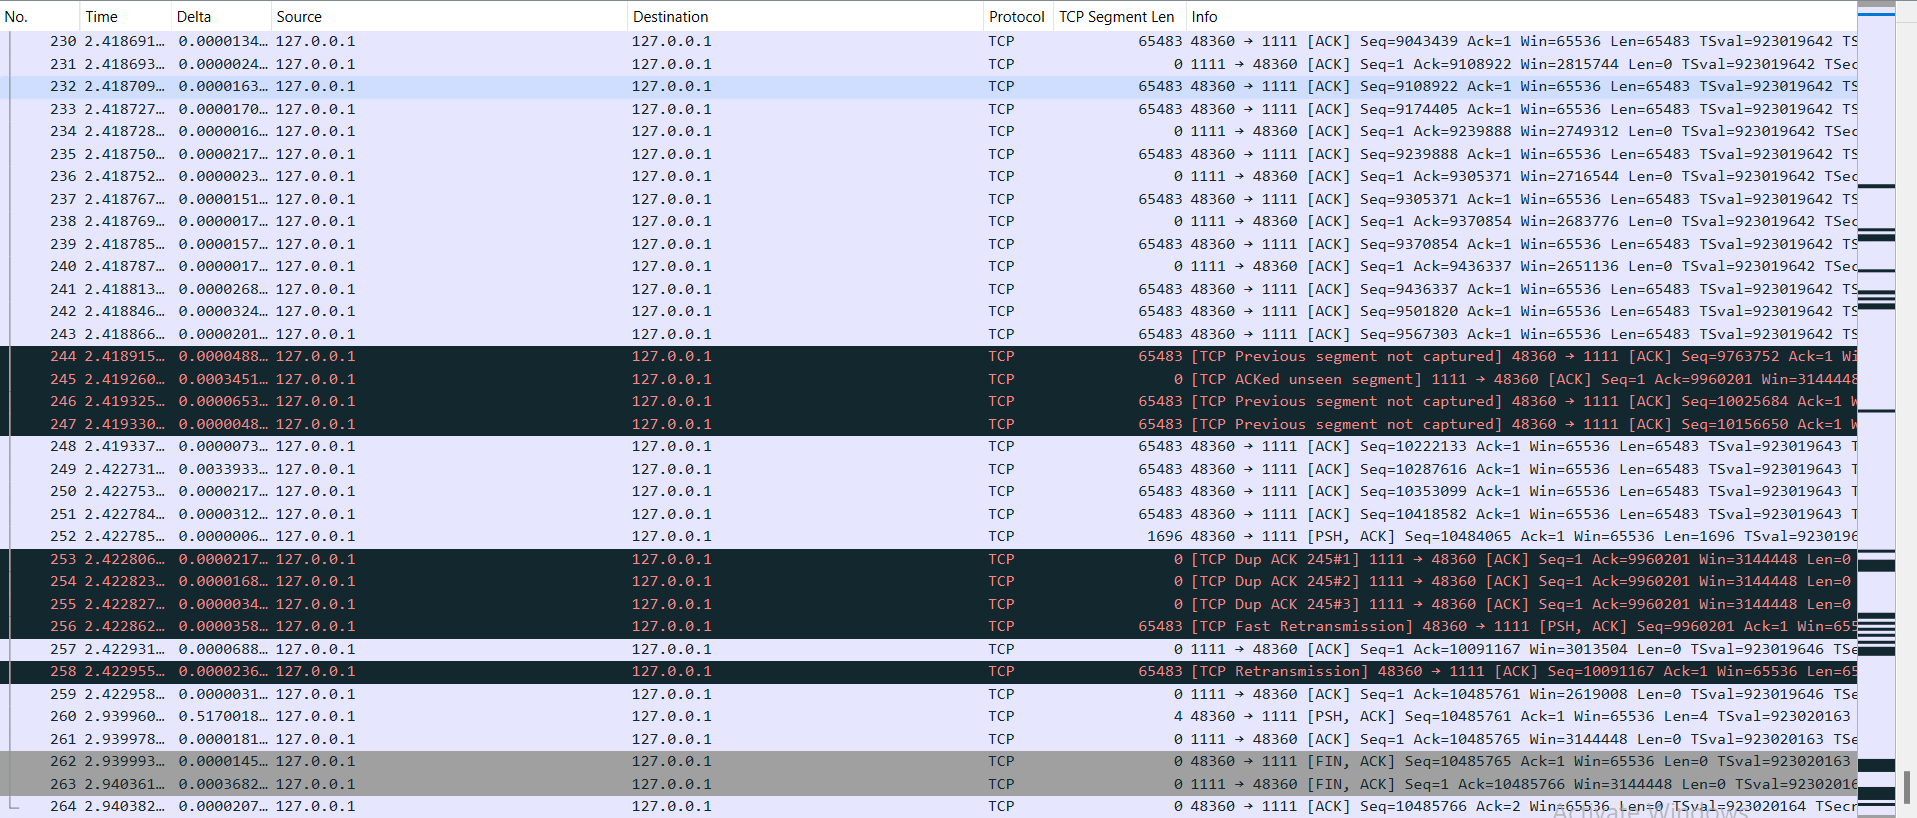 No. Time Delta Source Destination Protocol TCP Segment Len Info
230 2.418691… 0.0000134… 127.0.0.1 127.0.0.1 TCP 65483 48360 → 1111 [ACK] Seq=9043439 Ack=1 Win=65536 Len=65483 TSval=923019642 TS
231 2.418693… 0.0000024… 127.0.0.1 127.0.0.1 TCP 0 1111 → 48360 [ACK] Seq=1 Ack=9108922 Win=2815744 Len=0 TSval=923019642 TSec
232 2.418709… 0.0000163… 127.0.0.1 127.0.0.1 TCP 65483 48360 → 1111 [ACK] Seq=9108922 Ack=1 Win=65536 Len=65483 TSval=923019642 TS
233 2.418727… 0.0000170… 127.0.0.1 127.0.0.1 TCP 65483 48360 → 1111 [ACK] Seq=9174405 Ack=1 Win=65536 Len=65483 TSval=923019642 TS
234 2.418728… 0.0000016… 127.0.0.1 127.0.0.1 TCP 0 1111 → 48360 [ACK] Seq=1 Ack=9239888 Win=2749312 Len=0 TSval=923019642 TSec
235 2.418750… 0.0000217… 127.0.0.1 127.0.0.1 TCP 65483 48360 → 1111 [ACK] Seq=9239888 Ack=1 Win=65536 Len=65483 TSval=923019642 TS
236 2.418752… 0.0000023… 127.0.0.1 127.0.0.1 TCP 0 1111 → 48360 [ACK] Seq=1 Ack=9305371 Win=2716544 Len=0 TSval=923019642 TSec
237 2.418767… 0.0000151… 127.0.0.1 127.0.0.1 TCP 65483 48360 → 1111 [ACK] Seq=9305371 Ack=1 Win=65536 Len=65483 TSval=923019642 TS
238 2.418769… 0.0000017… 127.0.0.1 127.0.0.1 TCP 0 1111 → 48360 [ACK] Seq=1 Ack=9370854 Win=2683776 Len=0 TSval=923019642 TSec
239 2.418785… 0.0000157… 127.0.0.1 127.0.0.1 TCP 65483 48360 → 1111 [ACK] Seq=9370854 Ack=1 Win=65536 Len=65483 TSval=923019642 TS
240 2.418787… 0.0000017… 127.0.0.1 127.0.0.1 TCP 0 1111 → 48360 [ACK] Seq=1 Ack=9436337 Win=2651136 Len=0 TSval=923019642 TSec
241 2.418813… 0.0000268… 127.0.0.1 127.0.0.1 TCP 65483 48360 → 1111 [ACK] Seq=9436337 Ack=1 Win=65536 Len=65483 TSval=923019642 TS
242 2.418846… 0.0000324… 127.0.0.1 127.0.0.1 TCP 65483 48360 → 1111 [ACK] Seq=9501820 Ack=1 Win=65536 Len=65483 TSval=923019642 TS
243 2.418866… 0.0000201… 127.0.0.1 127.0.0.1 TCP 65483 48360 → 1111 [ACK] Seq=9567303 Ack=1 Win=65536 Len=65483 TSval=923019642 TS
244 2.418915… 0.0000488… 127.0.0.1 127.0.0.1 TCP 65483 [TCP Previous segment not captured] 48360 → 1111 [ACK] Seq=9763752 Ack=1 Wi
245 2.419260… 0.0003451… 127.0.0.1 127.0.0.1 TCP 0 [TCP ACKed unseen segment] 1111 → 48360 [ACK] Seq=1 Ack=9960201 Win=3144448
246 2.419325… 0.0000653… 127.0.0.1 127.0.0.1 TCP 65483 [TCP Previous segment not captured] 48360 → 1111 [ACK] Seq=10025684 Ack=1 W
247 2.419330… 0.0000048… 127.0.0.1 127.0.0.1 TCP 65483 [TCP Previous segment not captured] 48360 → 1111 [ACK] Seq=10156650 Ack=1 W
248 2.419337… 0.0000073… 127.0.0.1 127.0.0.1 TCP 65483 48360 → 1111 [ACK] Seq=10222133 Ack=1 Win=65536 Len=65483 TSval=923019643 T
249 2.422731… 0.0033933… 127.0.0.1 127.0.0.1 TCP 65483 48360 → 1111 [ACK] Seq=10287616 Ack=1 Win=65536 Len=65483 TSval=923019643 T
250 2.422753… 0.0000217… 127.0.0.1 127.0.0.1 TCP 65483 48360 → 1111 [ACK] Seq=10353099 Ack=1 Win=65536 Len=65483 TSval=923019643 T
251 2.422784… 0.0000312… 127.0.0.1 127.0.0.1 TCP 65483 48360 → 1111 [ACK] Seq=10418582 Ack=1 Win=65536 Len=65483 TSval=923019643 T
252 2.422785… 0.0000006… 127.0.0.1 127.0.0.1 TCP 1696 48360 → 1111 [PSH, ACK] Seq=10484065 Ack=1 Win=65536 Len=1696 TSval=9230196
253 2.422806… 0.0000217… 127.0.0.1 127.0.0.1 TCP 0 [TCP Dup ACK 245#1] 1111 → 48360 [ACK] Seq=1 Ack=9960201 Win=3144448 Len=0
254 2.422823… 0.0000168… 127.0.0.1 127.0.0.1 TCP 0 [TCP Dup ACK 245#2] 1111 → 48360 [ACK] Seq=1 Ack=9960201 Win=3144448 Len=0
255 2.422827… 0.0000034… 127.0.0.1 127.0.0.1 TCP 0 [TCP Dup ACK 245#3] 1111 → 48360 [ACK] Seq=1 Ack=9960201 Win=3144448 Len=0
256 2.422862… 0.0000358… 127.0.0.1 127.0.0.1 TCP 65483 [TCP Fast Retransmission] 48360 → 1111 [PSH, ACK] Seq=9960201 Ack=1 Win=655
257 2.422931… 0.0000688… 127.0.0.1 127.0.0.1 TCP 0 1111 → 48360 [ACK] Seq=1 Ack=10091167 Win=3013504 Len=0 TSval=923019646 TSe
258 2.422955… 0.0000236… 127.0.0.1 127.0.0.1 TCP 65483 [TCP Retransmission] 48360 → 1111 [ACK] Seq=10091167 Ack=1 Win=65536 Len=65
259 2.422958… 0.0000031… 127.0.0.1 127.0.0.1 TCP 0 1111 → 48360 [ACK] Seq=1 Ack=10485761 Win=2619008 Len=0 TSval=923019646 TSe
260 2.939960… 0.5170018… 127.0.0.1 127.0.0.1 TCP 4 48360 → 1111 [PSH, ACK] Seq=10485761 Ack=1 Win=65536 Len=4 TSval=923020163
261 2.939978… 0.0000181… 127.0.0.1 127.0.0.1 TCP 0 1111 → 48360 [ACK] Seq=1 Ack=10485765 Win=3144448 Len=0 TSval=923020163 TSe
262 2.939993… 0.0000145… 127.0.0.1 127.0.0.1 TCP 0 48360 → 1111 [FIN, ACK] Seq=10485765 Ack=1 Win=65536 Len=0 TSval=923020163
263 2.940361… 0.0003682… 127.0.0.1 127.0.0.1 TCP 0 1111 → 48360 [FIN, ACK] Seq=1 Ack=10485766 Win=3144448 Len=0 TSval=92302016
264 2.940382… 0.0000207… 127.0.0.1 127.0.0.1 TCP 0 48360 → 1111 [ACK] Seq=10485766 Ack=2 Win=65536 Len=0 TSval=923020164 TSecr
Activate Windows